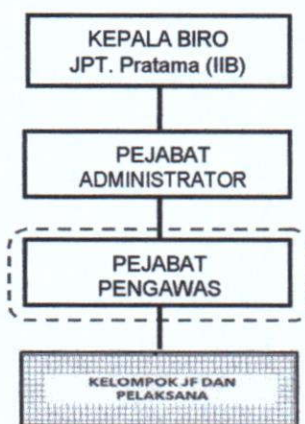 KEPALA BIRO
JPT. Pratama (IIB)
PEJABAT
ADMINISTRATOR
PEJABAT
PENGAWAS
KELOMPOK JF DAN
PELAKSANA